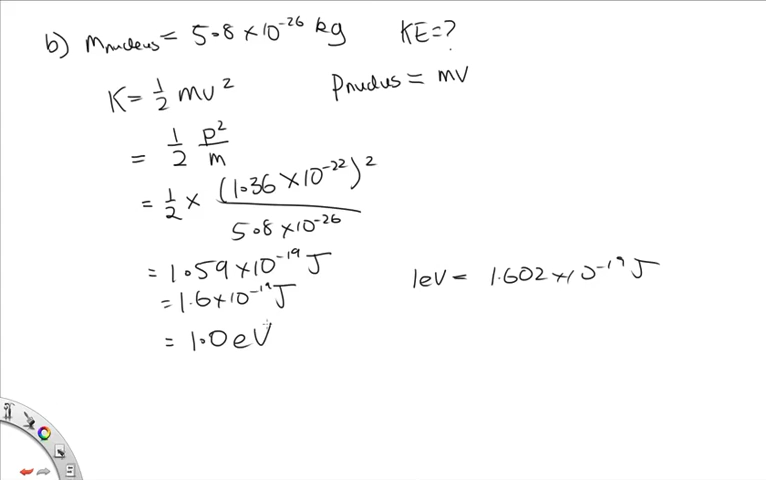 b) Mnucleus = 5.8 × 10⁻²⁶ kg KE = ?
K = 1/2 mv² Pnucleus = mv
= 1/2 p²/m
= 1/2 × (1.36 × 10⁻²²)² / 5.8 × 10⁻²⁶
= 1.59 × 10⁻¹⁹ J
1eV = 1.602 × 10⁻¹⁹ J
= 1.6 × 10⁻¹⁹ J
= 1.0 eV